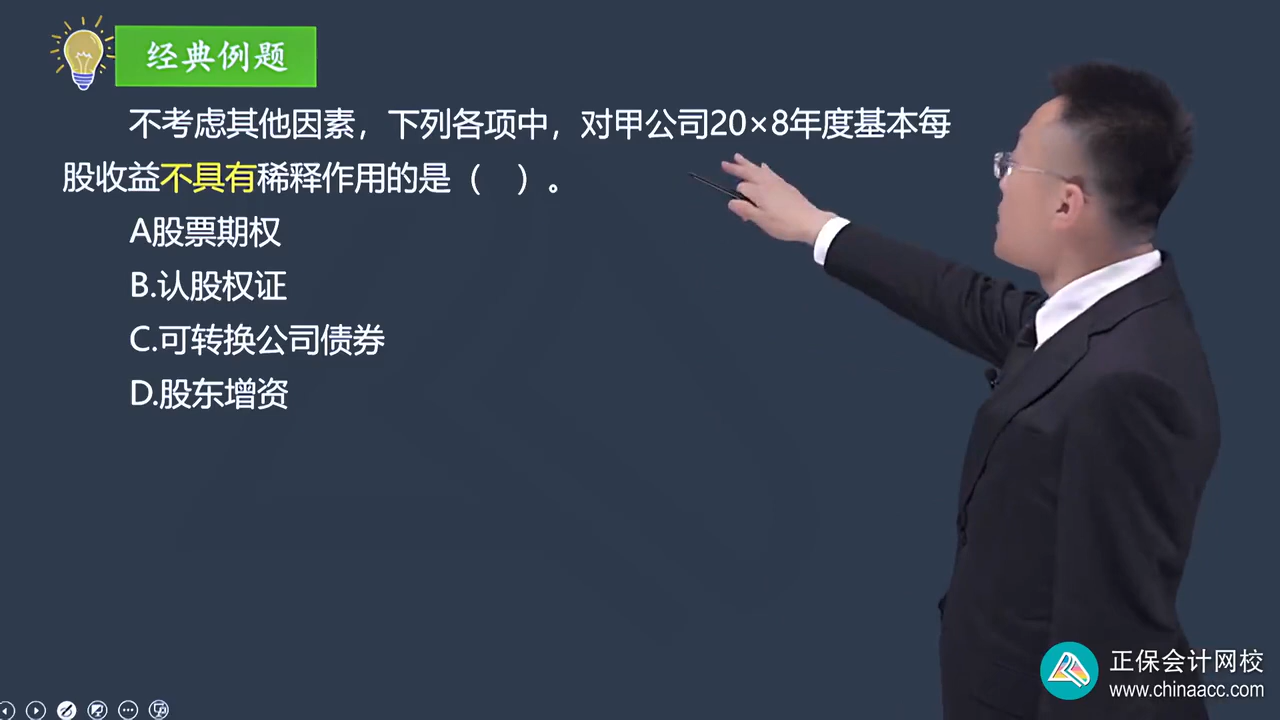 经典例题
不考虑其他因素，下列各项中，对甲公司20×8年度基本每
股收益不具有稀释作用的是（　）。
A股票期权
B.认股权证
C.可转换公司债券
D.股东增资
正保会计网校
www.chinaacc.com